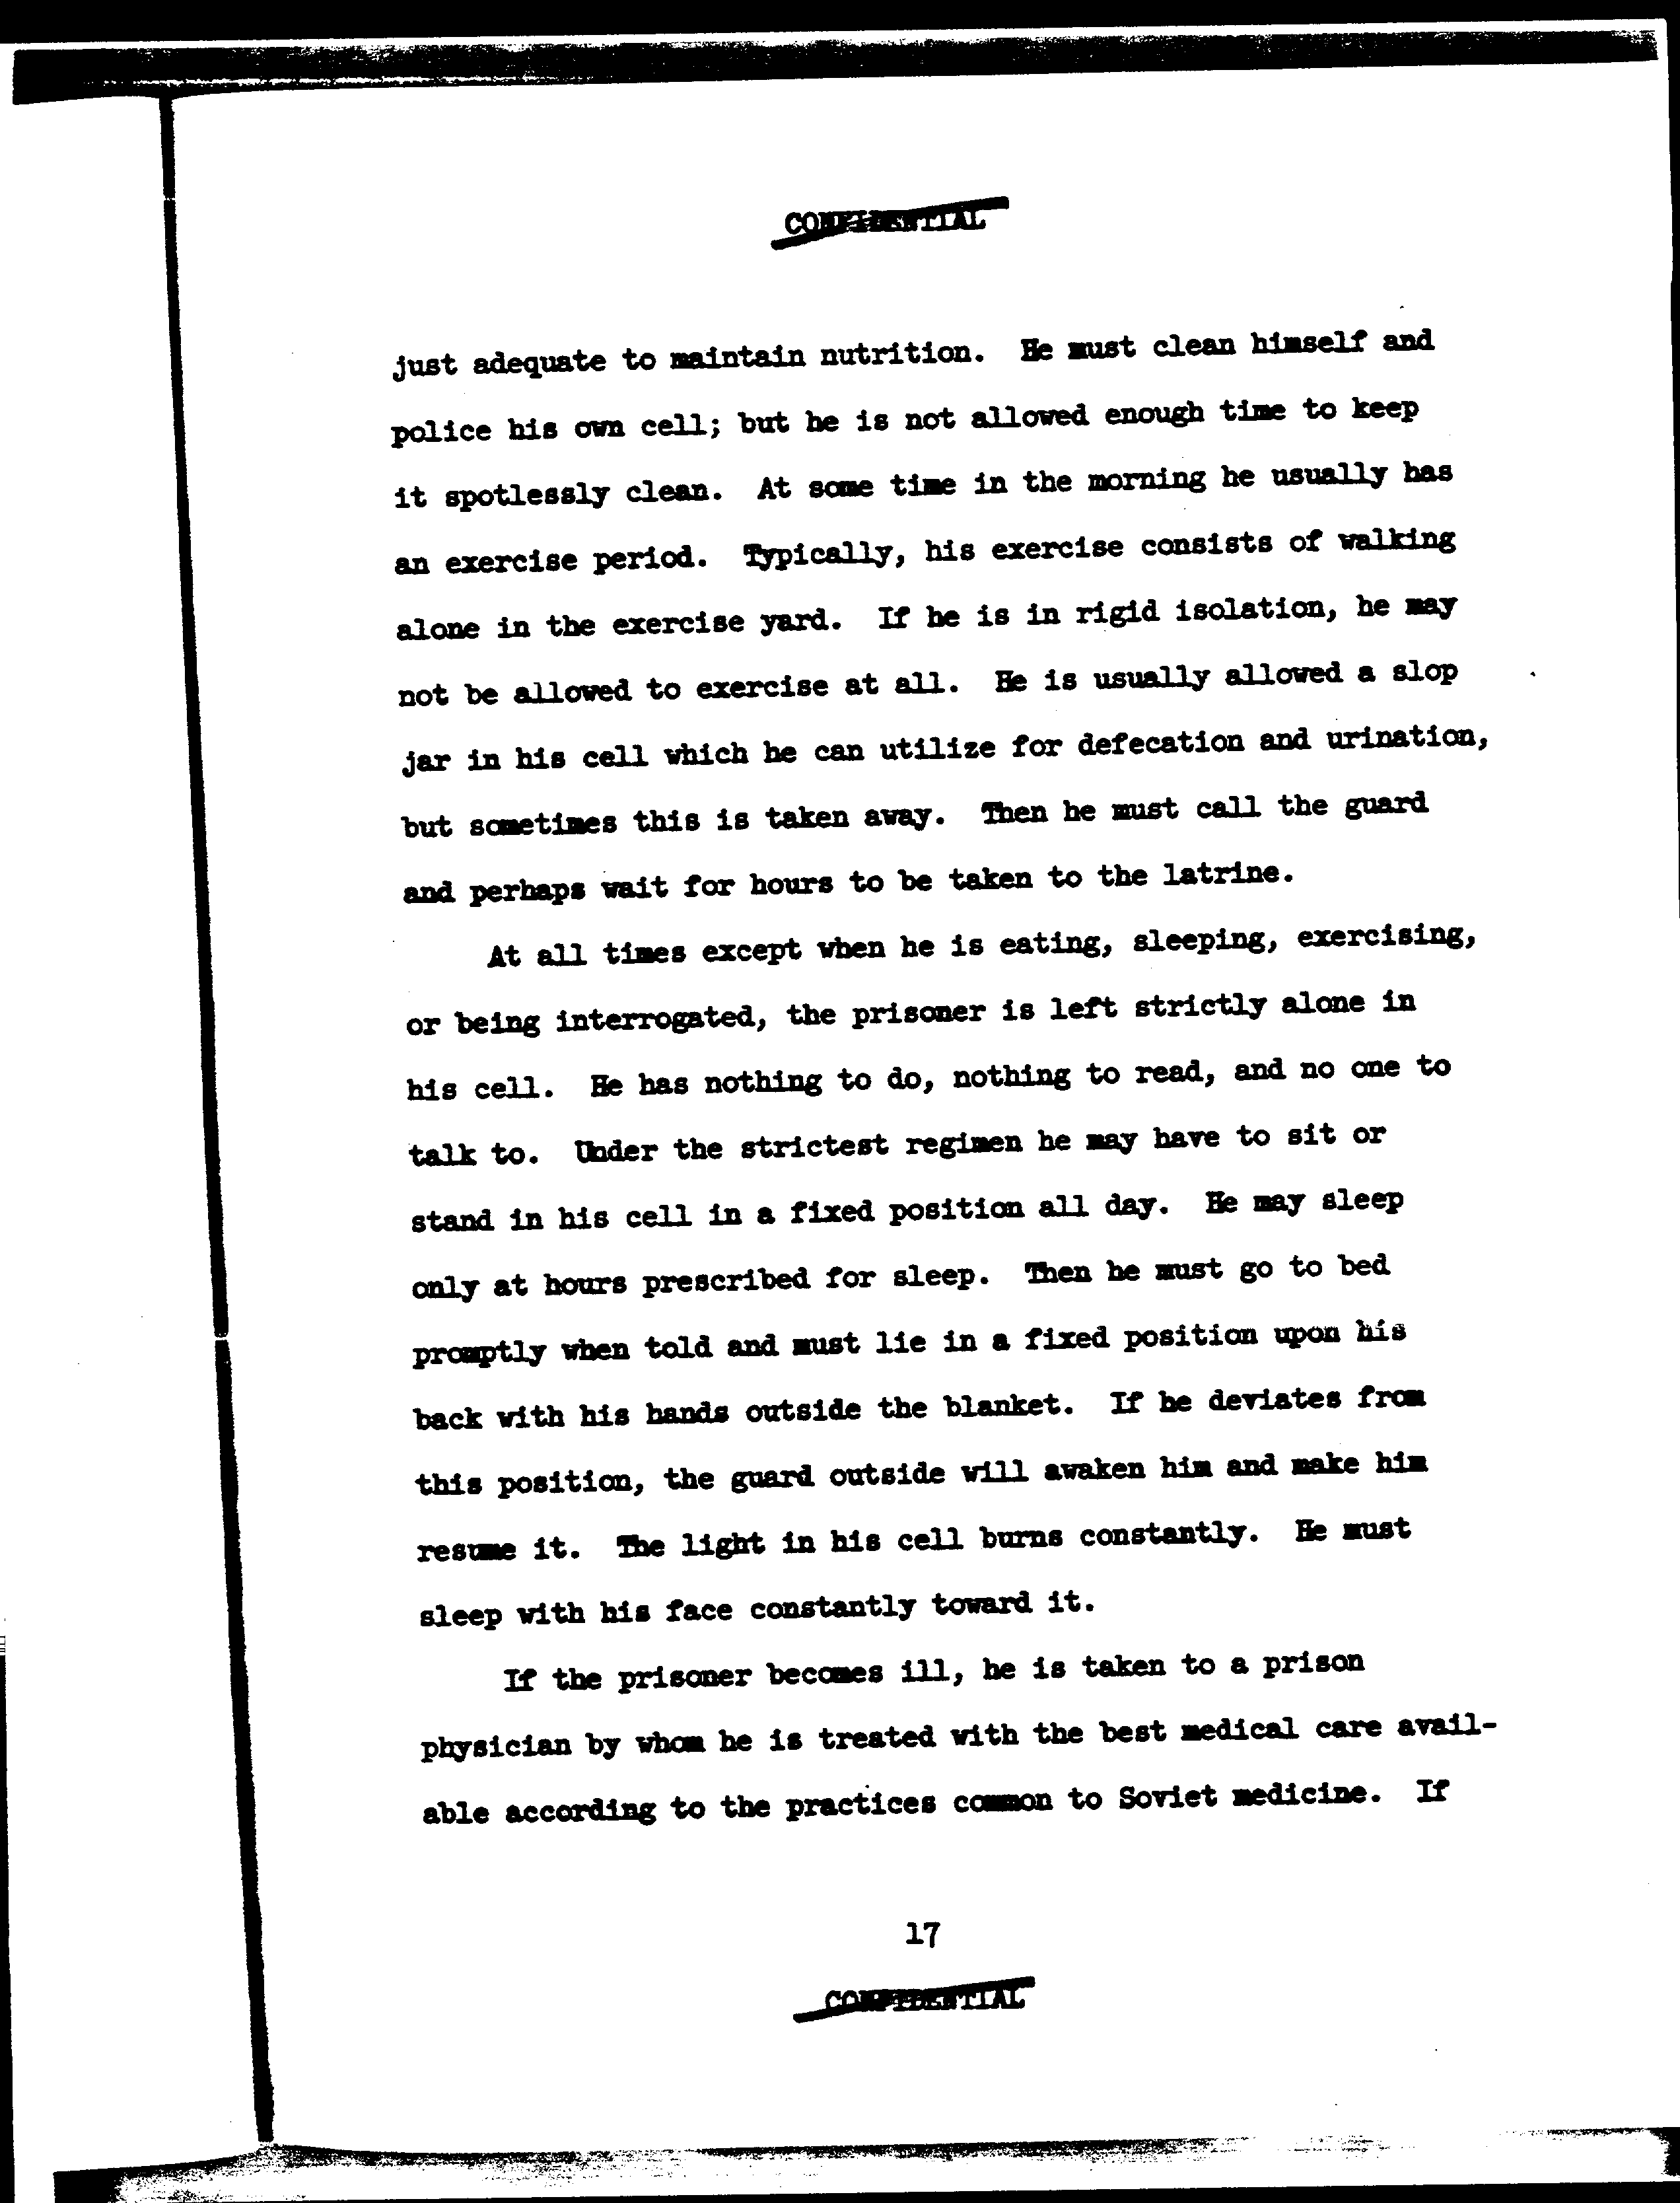 CONFIDENTIAL
just adequate to maintain nutrition. He must clean himself and
police his own cell; but he is not allowed enough time to keep
it spotlessly clean. At some time in the morning he usually has
an exercise period. Typically, his exercise consists of walking
alone in the exercise yard. If he is in rigid isolation, he may
not be allowed to exercise at all. He is usually allowed a slop
jar in his cell which he can utilize for defecation and urination,
but sometimes this is taken away. Then he must call the guard
and perhaps wait for hours to be taken to the latrine.
At all times except when he is eating, sleeping, exercising,
or being interrogated, the prisoner is left strictly alone in
his cell. He has nothing to do, nothing to read, and no one to
talk to. Under the strictest regimen he may have to sit or
stand in his cell in a fixed position all day. He may sleep
only at hours prescribed for sleep. Then he must go to bed
promptly when told and must lie in a fixed position upon his
back with his hands outside the blanket. If he deviates from
this position, the guard outside will awaken him and make him
resume it. The light in his cell burns constantly. He must
sleep with his face constantly toward it.
If the prisoner becomes ill, he is taken to a prison
physician by whom he is treated with the best medical care avail-
able according to the practices common to Soviet medicine. If
17
CONFIDENTIAL